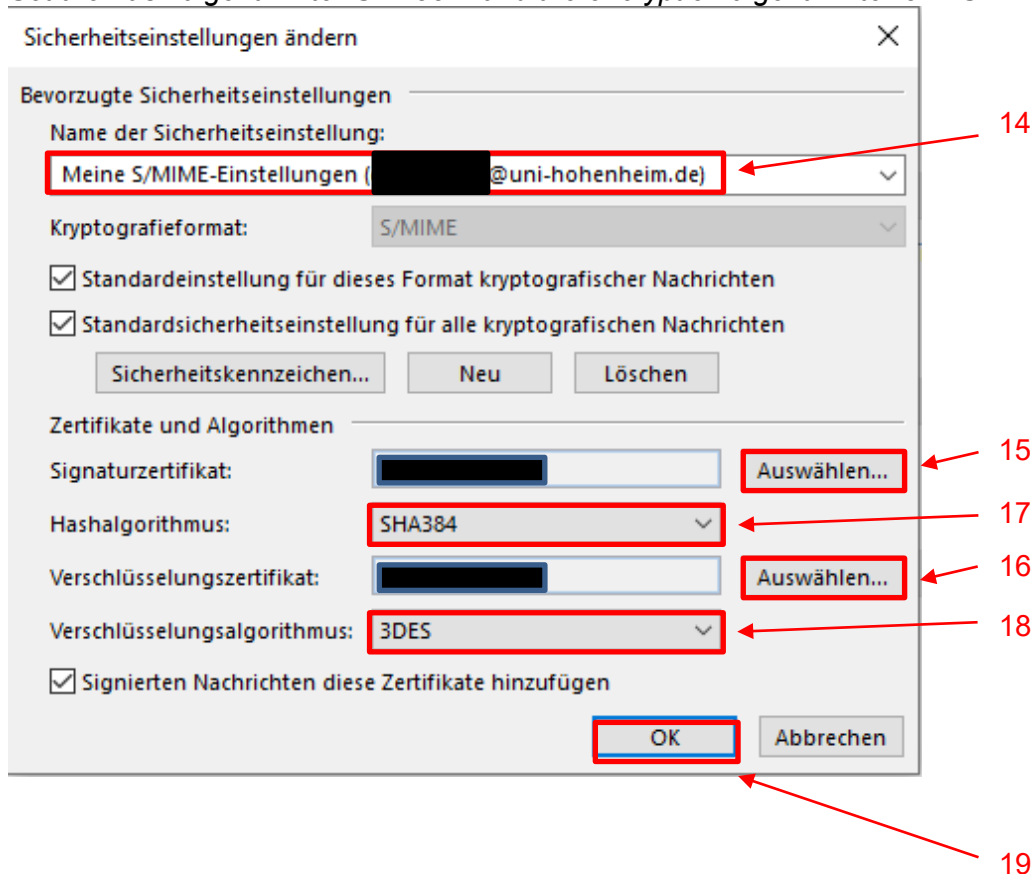 Sicherheitseinstellungen ändern
Bevorzugte Sicherheitseinstellungen
Name der Sicherheitseinstellung:
14
Meine S/MIME-Einstellungen ( @uni-hohenheim.de)
Kryptografieformat: S/MIME
Standardeinstellung für dieses Format kryptografischer Nachrichten
Standardsicherheitseinstellung für alle kryptografischen Nachrichten
Sicherheitskennzeichen... Neu Löschen
Zertifikate und Algorithmen
Signaturzertifikat: Auswählen... 15
Hashalgorithmus: SHA384 17
Verschlüsselungszertifikat: Auswählen... 16
Verschlüsselungsalgorithmus: 3DES 18
Signierten Nachrichten diese Zertifikate hinzufügen
OK Abbrechen
19